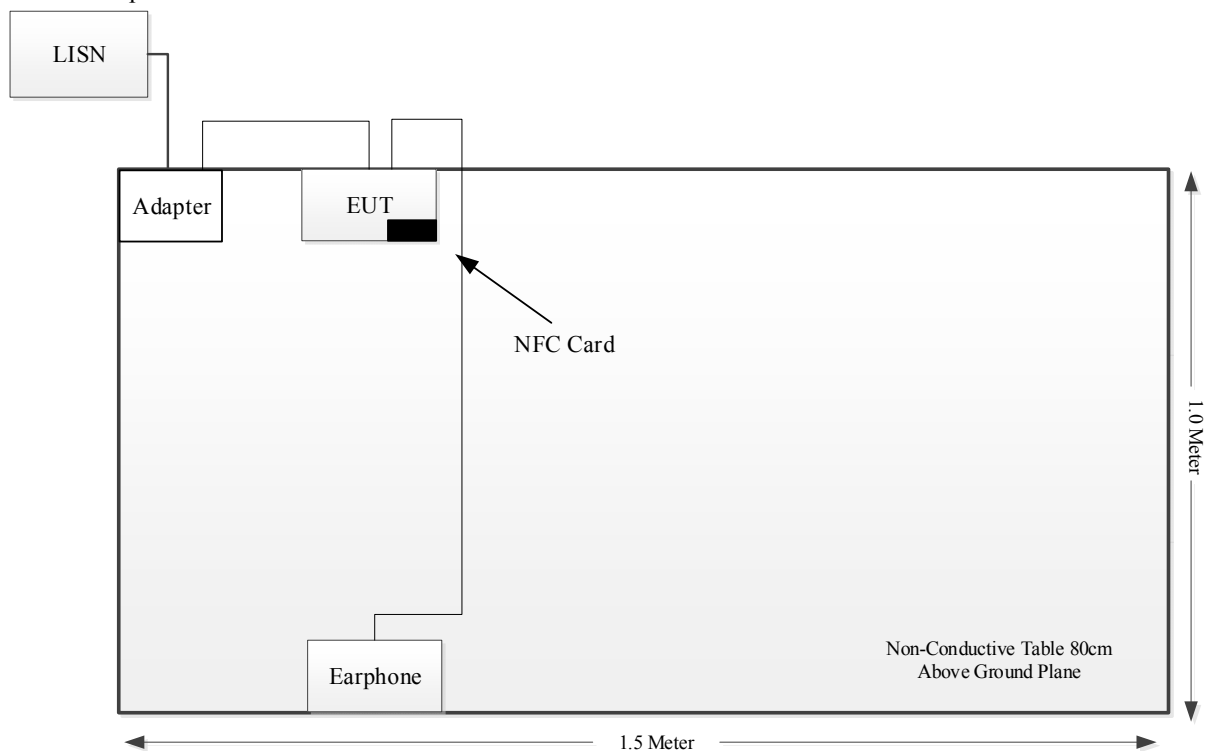 LISN
Adapter
EUT
NFC Card
1.0 Meter
Earphone
Non-Conductive Table 80cm
Above Ground Plane
1.5 Meter